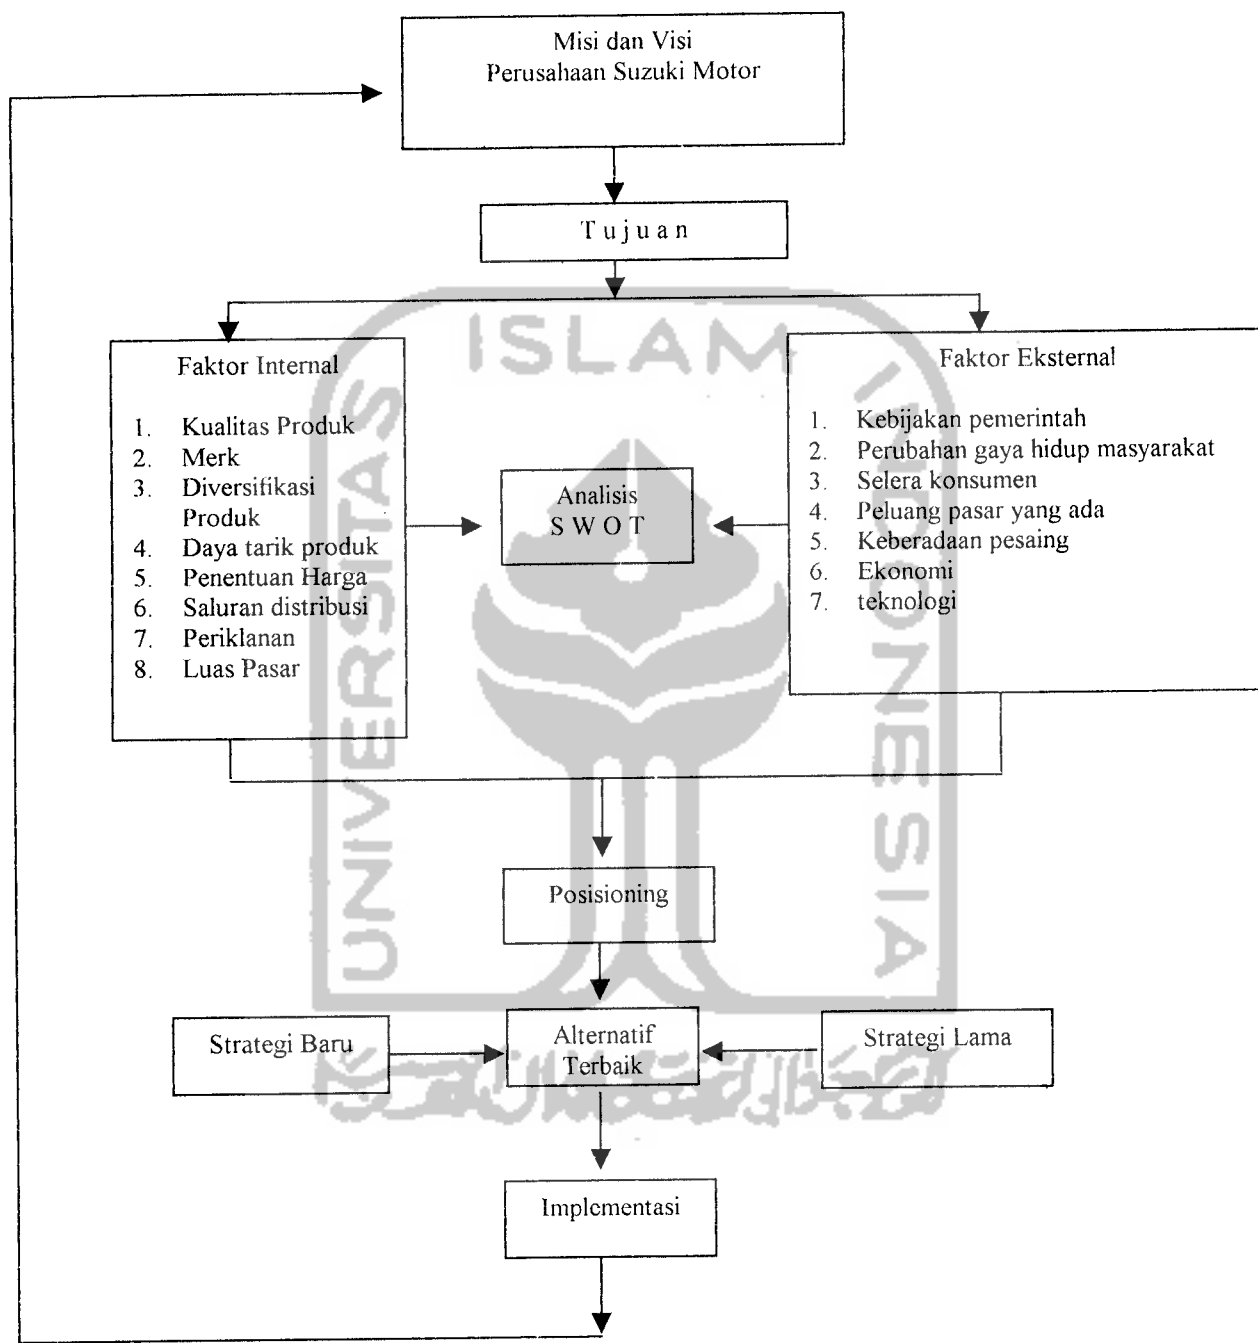 Misi dan Visi
Perusahaan Suzuki Motor
T u j u a n
Faktor Internal
1. Kualitas Produk
2. Merk
3. Diversifikasi
Produk
4. Daya tarik produk
5. Penentuan Harga
6. Saluran distribusi
7. Periklanan
8. Luas Pasar
Analisis
S W O T
Faktor Eksternal
1. Kebijakan pemerintah
2. Perubahan gaya hidup masyarakat
3. Selera konsumen
4. Peluang pasar yang ada
5. Keberadaan pesaing
6. Ekonomi
7. teknologi
Posisioning
Strategi Baru
Alternatif
Terbaik
Strategi Lama
Implementasi
UNIVERSITAS
ISLAM
INDONESIA